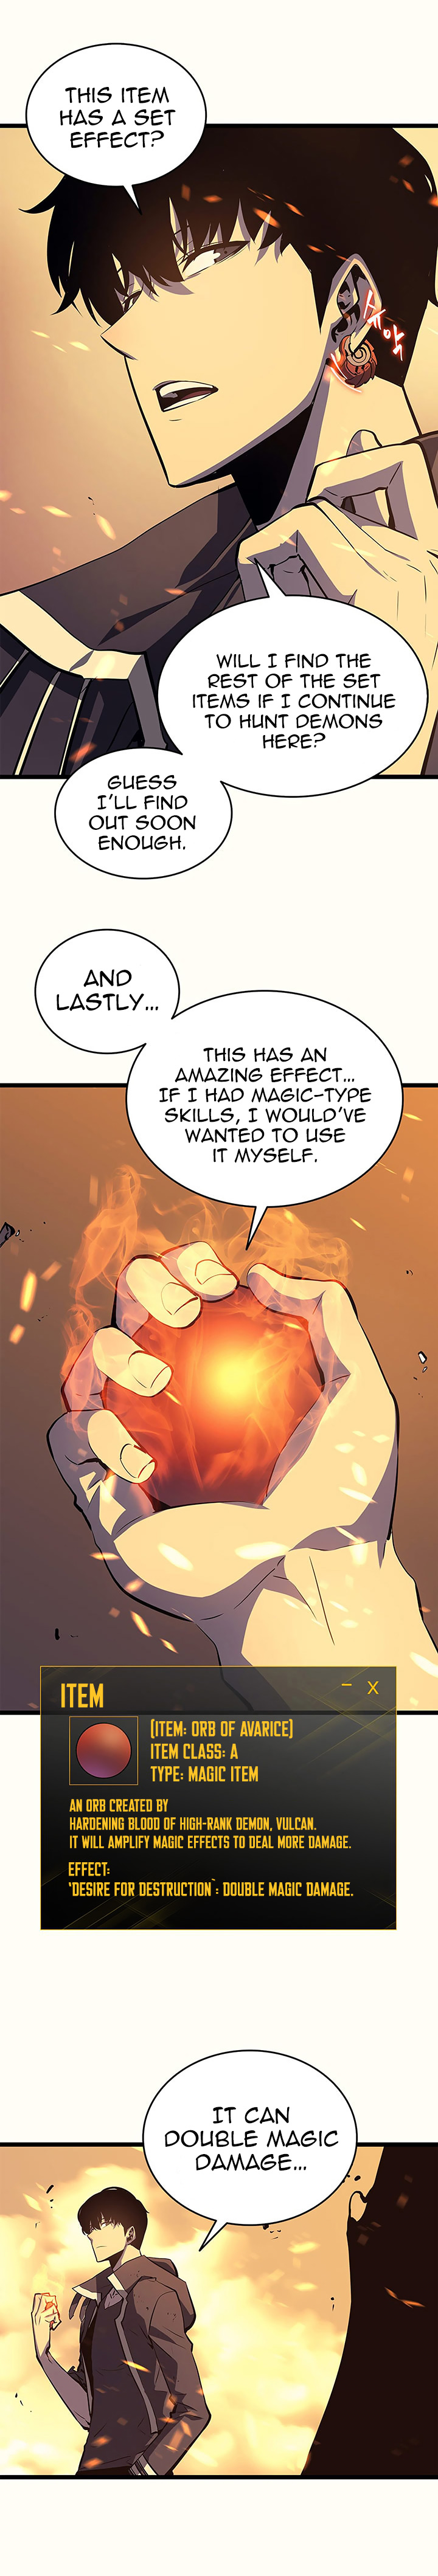 THIS ITEM
HAS A SET
EFFECT?
WILL I FIND THE
REST OF THE SET
ITEMS IF I CONTINUE
TO HUNT DEMONS
HERE?
GUESS
I'LL FIND
OUT SOON
ENOUGH.
AND
LASTLY...
THIS HAS AN
AMAZING EFFECT...
IF I HAD MAGIC-TYPE
SKILLS, I WOULD'VE
WANTED TO USE
IT MYSELF.
ITEM
– X
[ITEM: ORB OF AVARICE]
ITEM CLASS: A
TYPE: MAGIC ITEM
AN ORB CREATED BY
HARDENING BLOOD OF HIGH-RANK DEMON, VULCAN.
IT WILL AMPLIFY MAGIC EFFECTS TO DEAL MORE DAMAGE.
EFFECT:
'DESIRE FOR DESTRUCTION`: DOUBLE MAGIC DAMAGE.
IT CAN
DOUBLE MAGIC
DAMAGE...